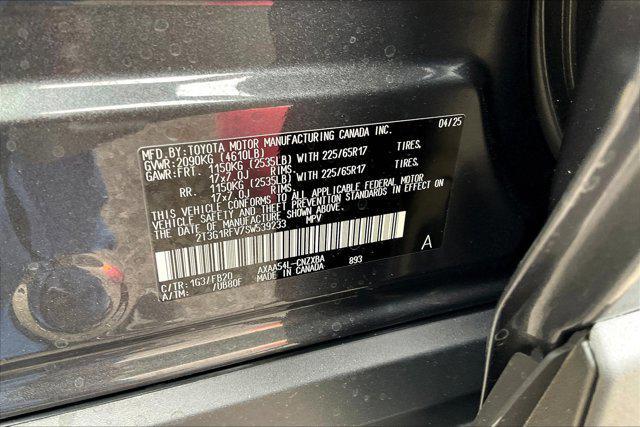 MFD.BY:TOYOTA MOTOR MANUFACTURING CANADA INC. 04/25
GVWR:2090KG (4610LB)
GAWR:FRT. 1150KG (2535LB) WITH 225/65R17 TIRES,
17x7.0J RIMS,
RR. 1150KG (2535LB) WITH 225/65R17 TIRES,
17x7.0J RIMS.
THIS VEHICLE CONFORMS TO ALL APPLICABLE FEDERAL MOTOR
VEHICLE SAFETY AND THEFT PREVENTION STANDARDS IN EFFECT ON
THE DATE OF MANUFACTURE SHOWN ABOVE.
2T3G1RFV7SW539233 MPV
A
C/TR:1G3/FB20 AXAA54L-CNZXBA 893
A/TM: /UB80F MADE IN CANADA